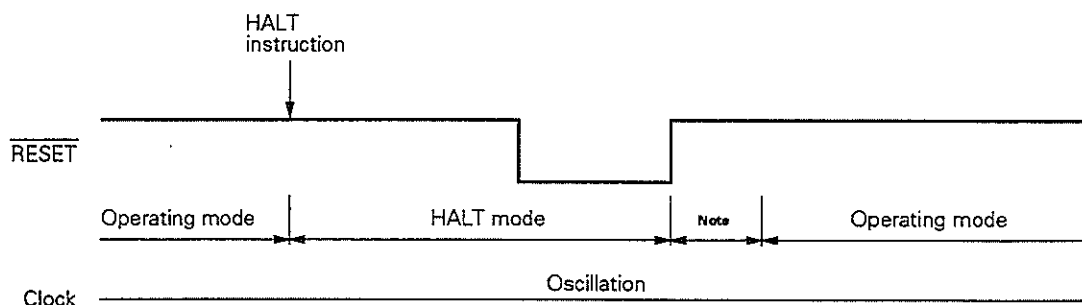 HALT
instruction
RESET
Operating mode HALT mode Note Operating mode
Oscillation
Clock